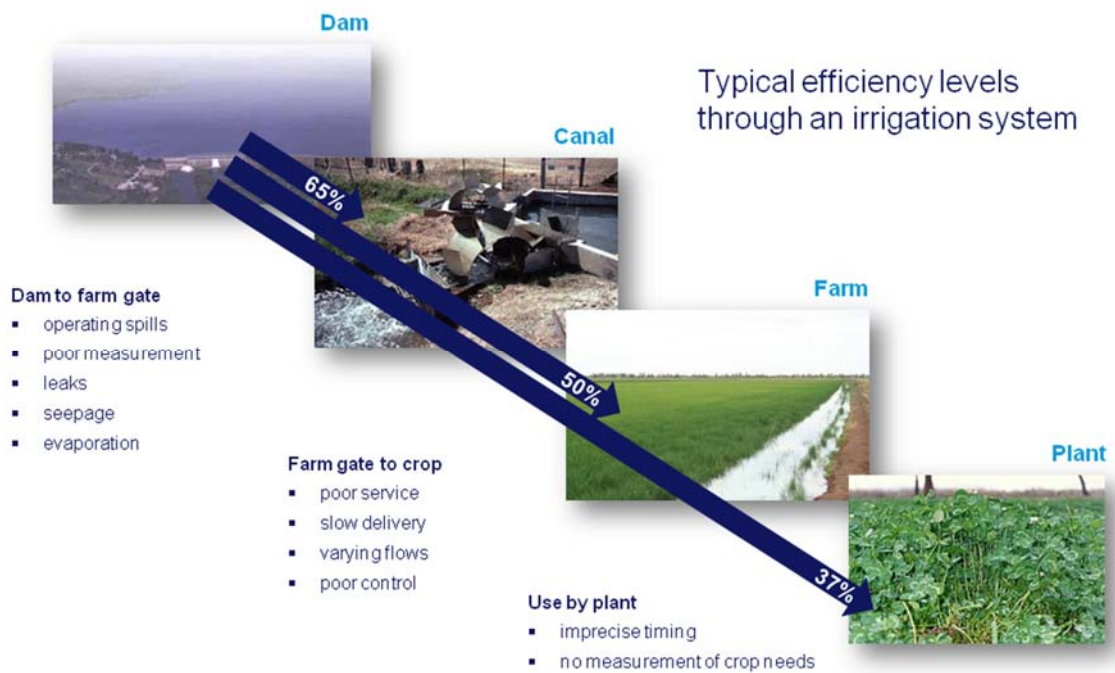 Dam
Typical efficiency levels
through an irrigation system
Canal
65%
Dam to farm gate
▪ operating spills
▪ poor measurement
▪ leaks
▪ seepage
▪ evaporation
Farm
50%
Farm gate to crop
▪ poor service
▪ slow delivery
▪ varying flows
▪ poor control
Plant
37%
Use by plant
▪ imprecise timing
▪ no measurement of crop needs